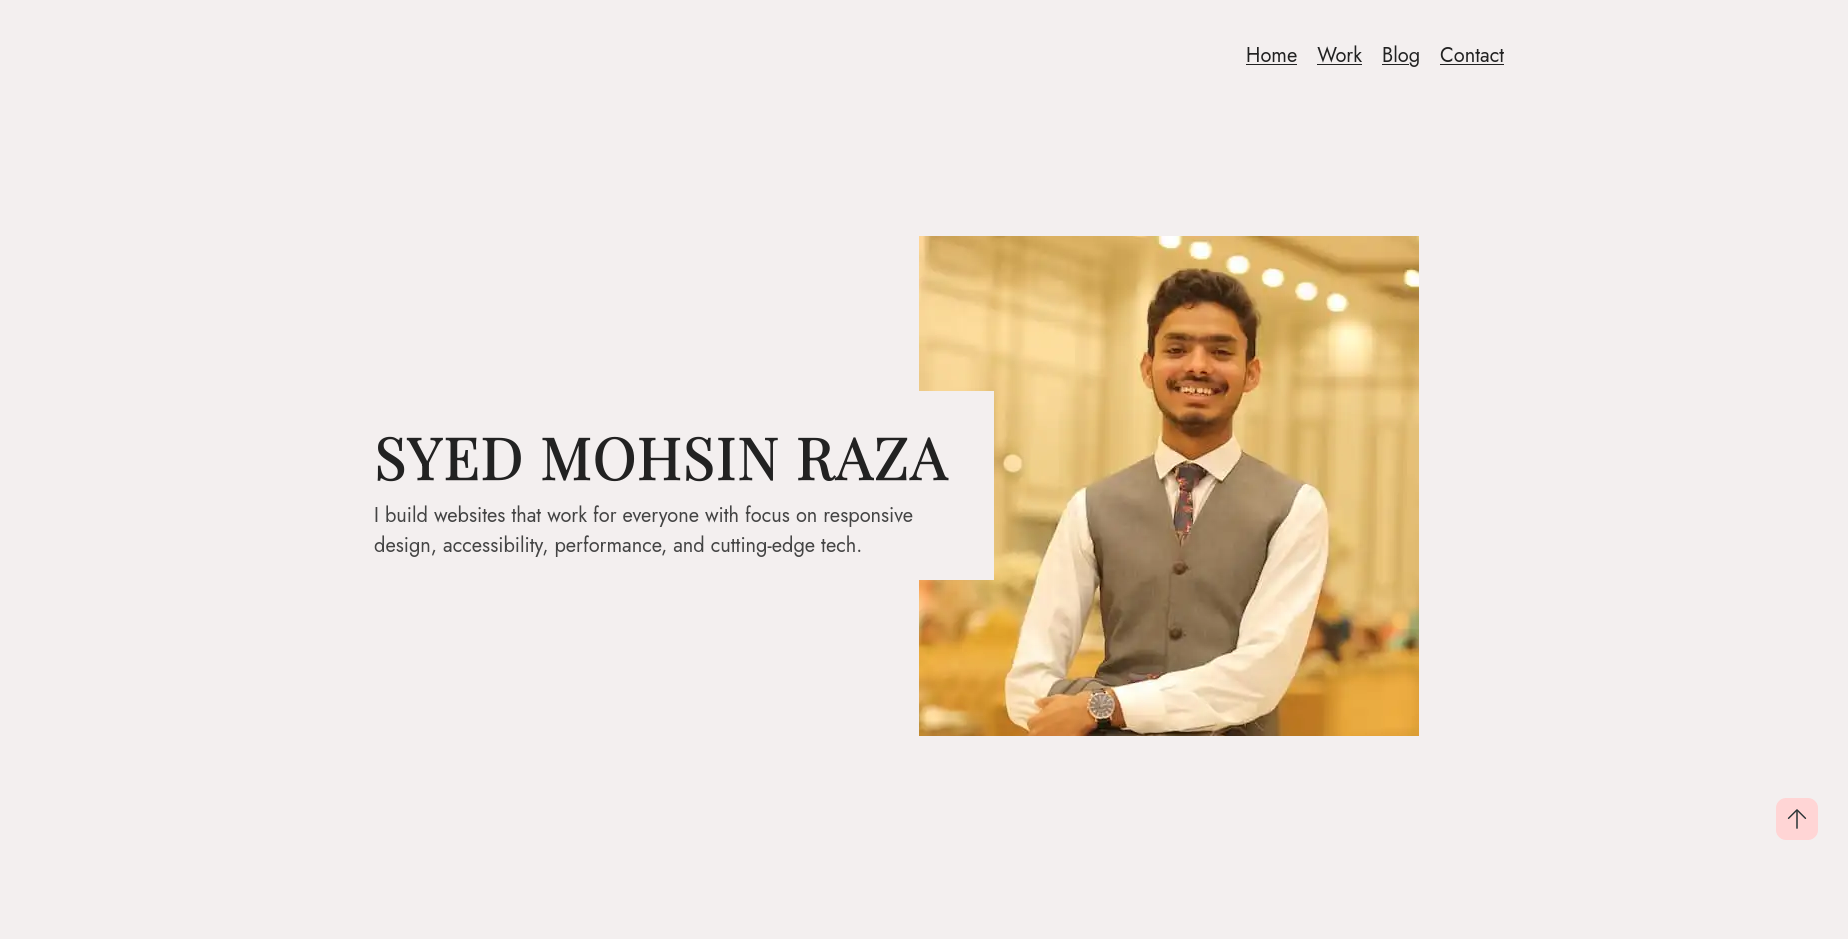 Home Work Blog Contact
SYED MOHSIN RAZA
I build websites that work for everyone with focus on responsive
design, accessibility, performance, and cutting-edge tech.